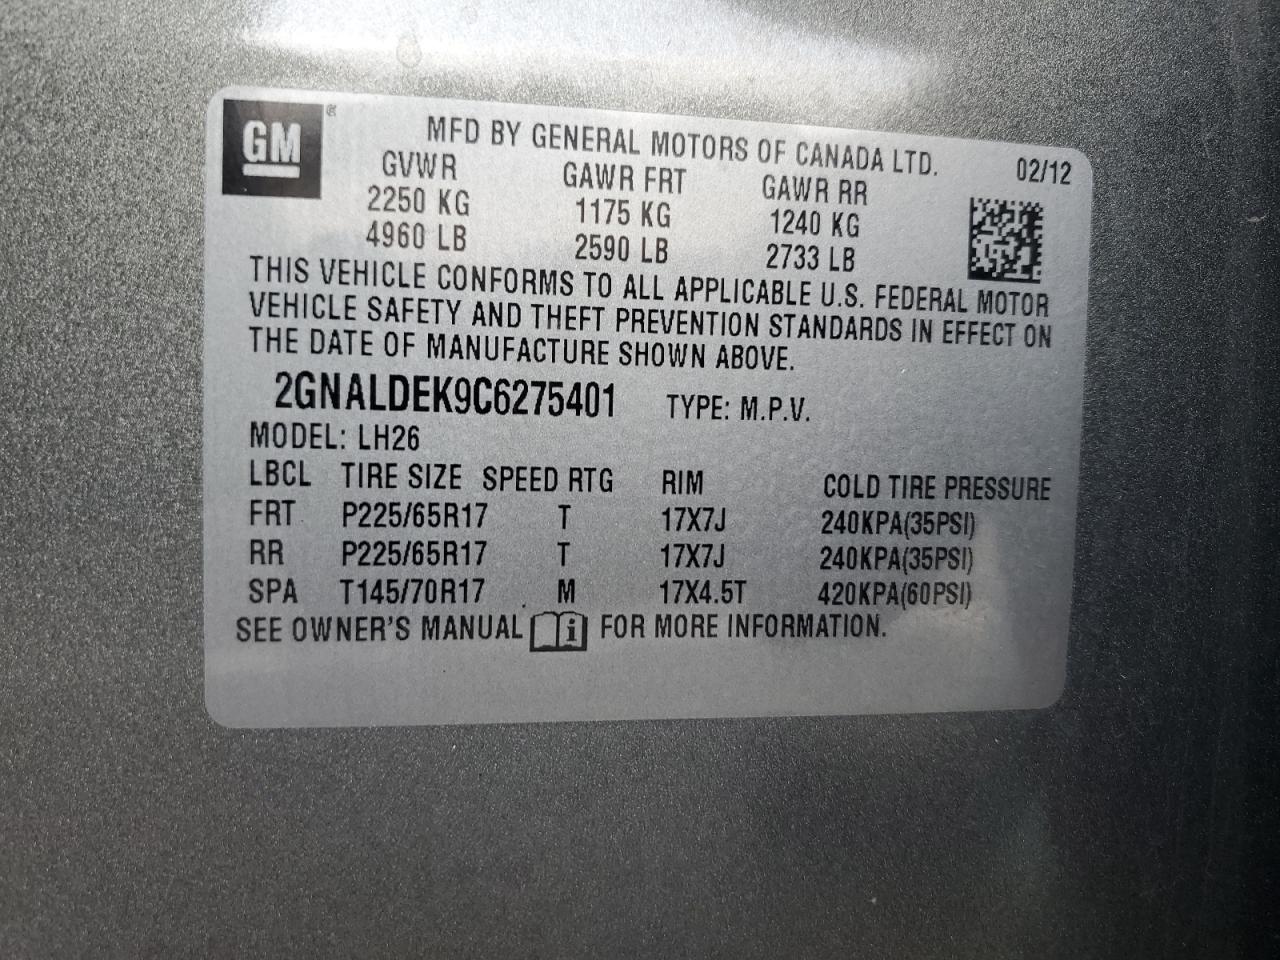 GM
MFD BY GENERAL MOTORS OF CANADA LTD. 02/12
GVWR GAWR FRT GAWR RR
2250 KG 1175 KG 1240 KG
4960 LB 2590 LB 2733 LB
THIS VEHICLE CONFORMS TO ALL APPLICABLE U.S. FEDERAL MOTOR
VEHICLE SAFETY AND THEFT PREVENTION STANDARDS IN EFFECT ON
THE DATE OF MANUFACTURE SHOWN ABOVE.
2GNALDEK9C6275401 TYPE: M.P.V.
MODEL: LH26
LBCL TIRE SIZE SPEED RTG RIM COLD TIRE PRESSURE
FRT P225/65R17 T 17X7J 240KPA(35PSI)
RR P225/65R17 T 17X7J 240KPA(35PSI)
SPA T145/70R17 M 17X4.5T 420KPA(60PSI)
SEE OWNER'S MANUAL i FOR MORE INFORMATION.